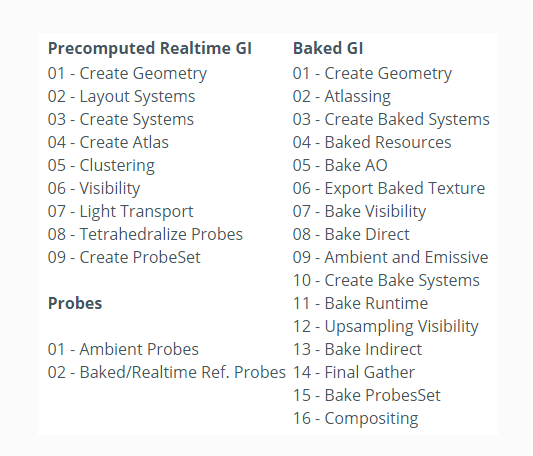 Precomputed Realtime GI
01 - Create Geometry
02 - Layout Systems
03 - Create Systems
04 - Create Atlas
05 - Clustering
06 - Visibility
07 - Light Transport
08 - Tetrahedralize Probes
09 - Create ProbeSet
Probes
01 - Ambient Probes
02 - Baked/Realtime Ref. Probes
Baked GI
01 - Create Geometry
02 - Atlassing
03 - Create Baked Systems
04 - Baked Resources
05 - Bake AO
06 - Export Baked Texture
07 - Bake Visibility
08 - Bake Direct
09 - Ambient and Emissive
10 - Create Bake Systems
11 - Bake Runtime
12 - Upsampling Visibility
13 - Bake Indirect
14 - Final Gather
15 - Bake ProbesSet
16 - Compositing